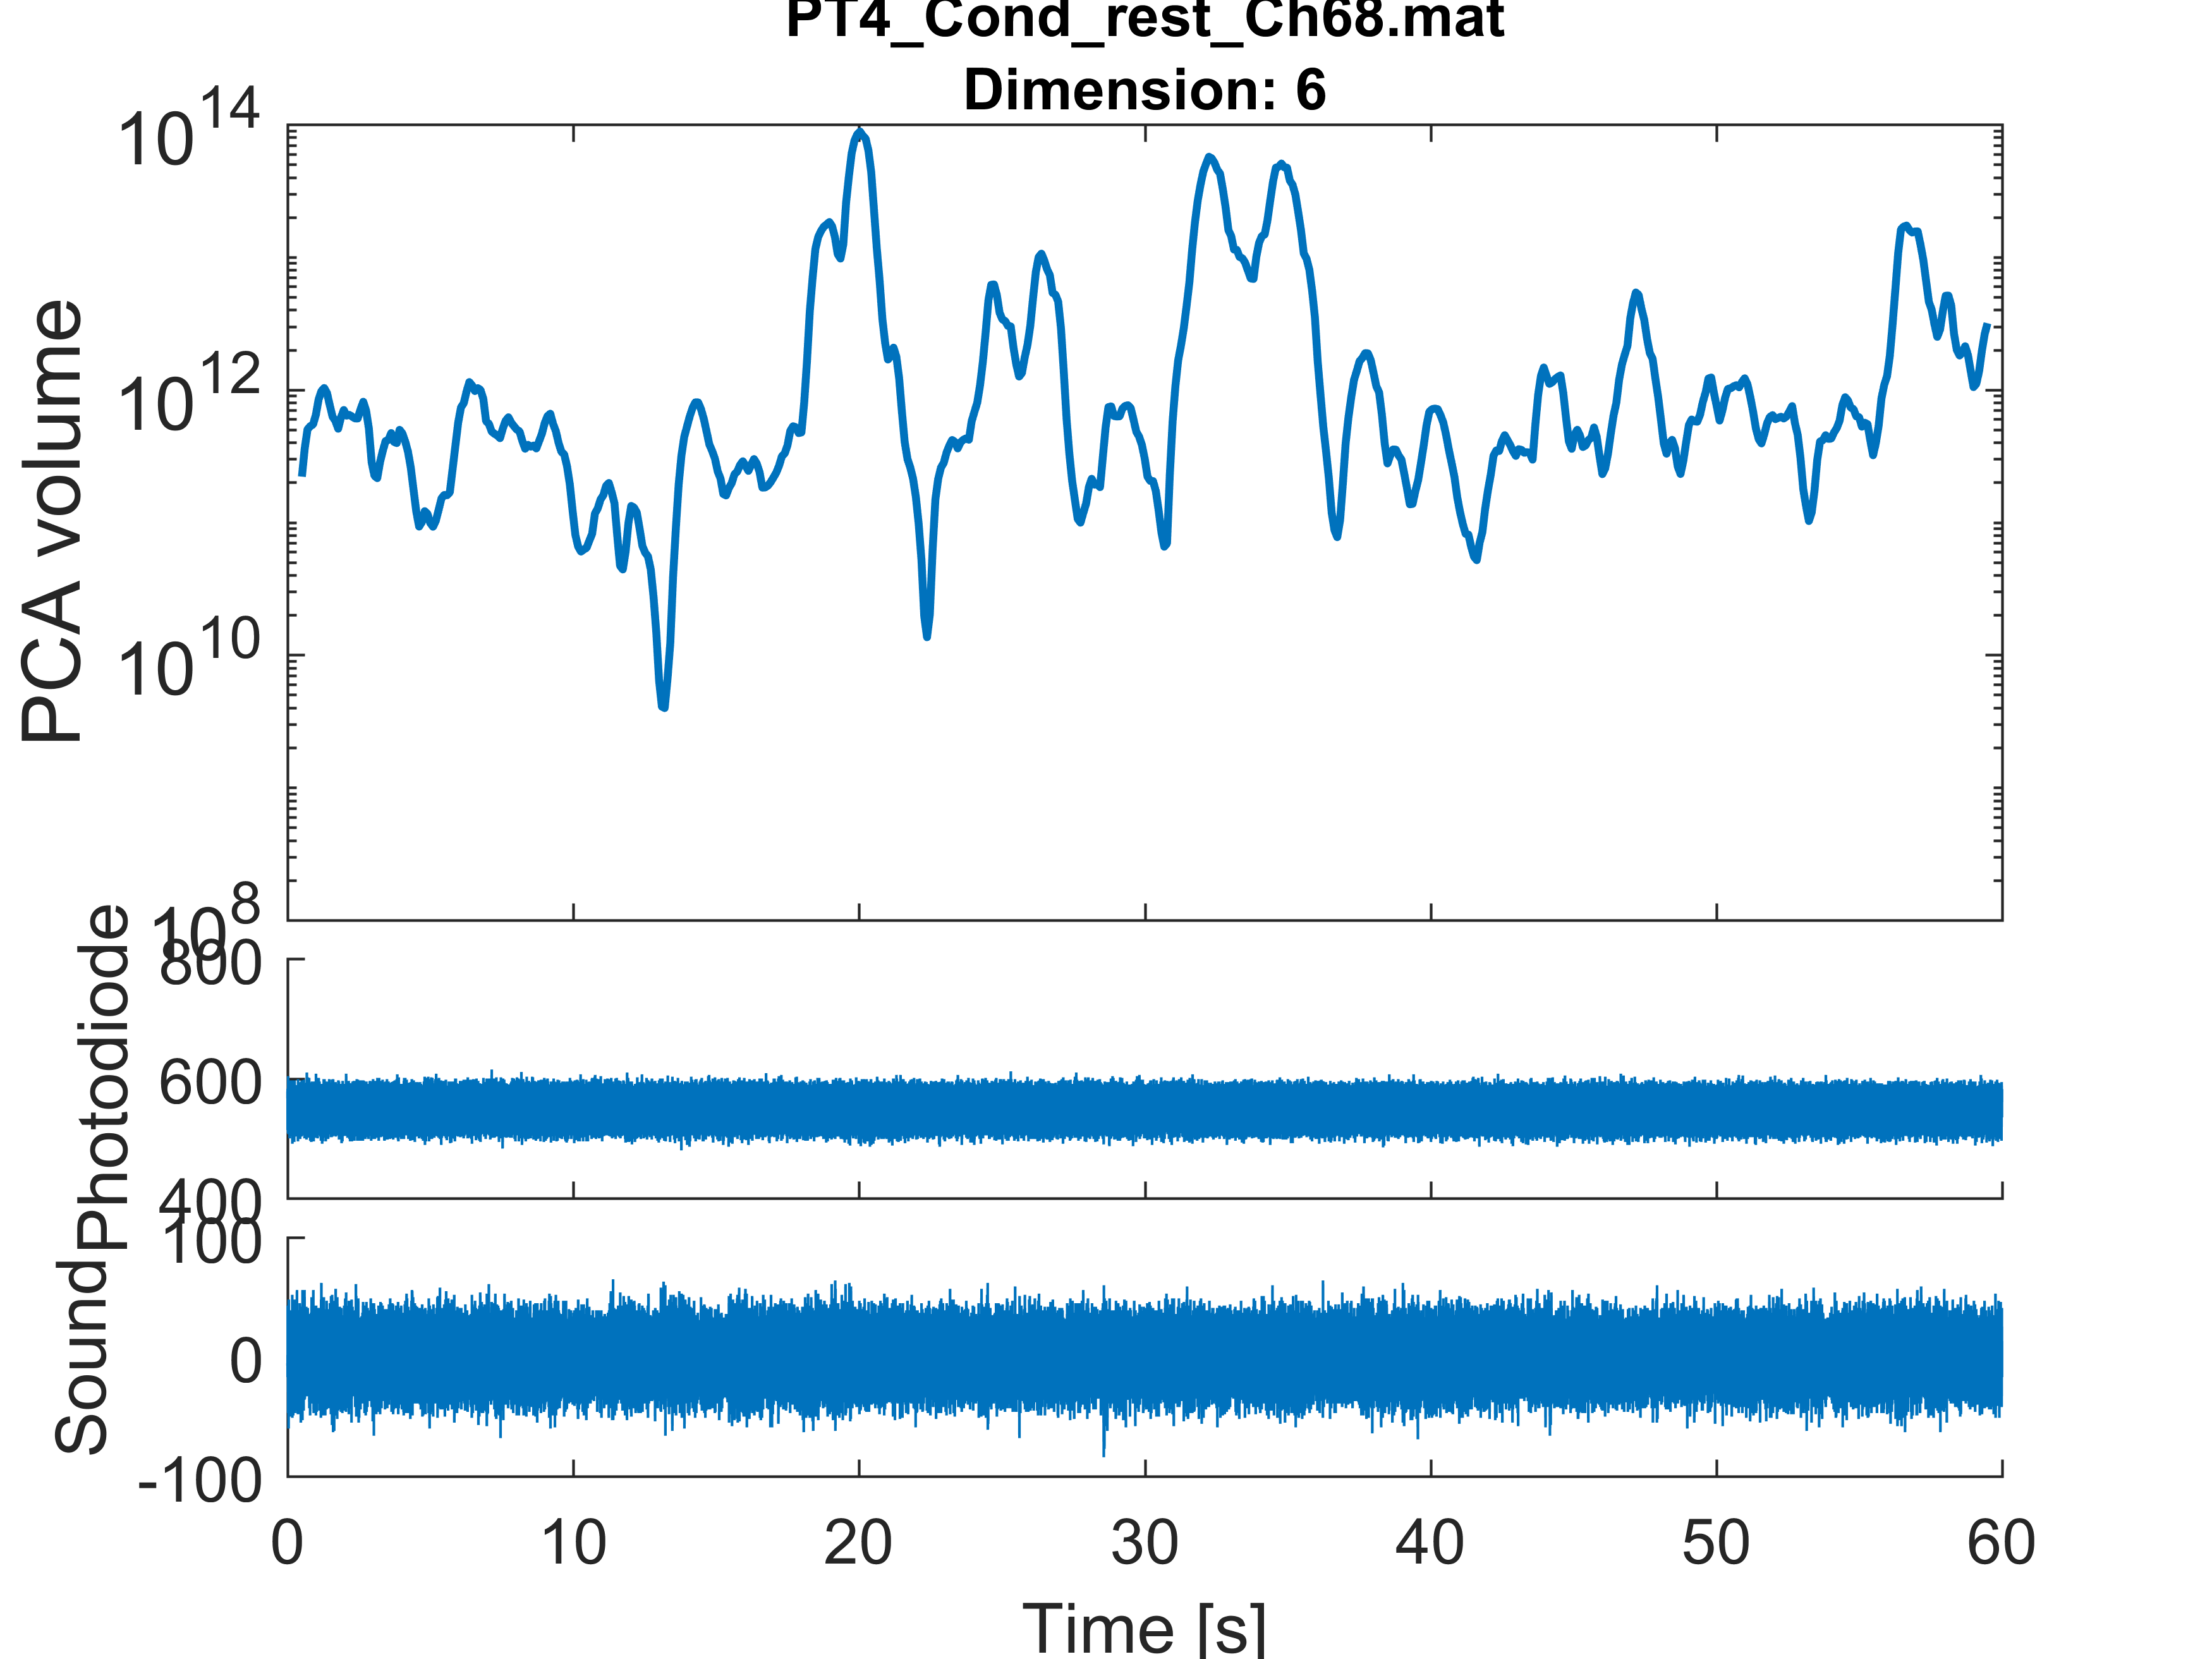 PT4_Cond_rest_Ch68.mat
Dimension: 6
10^14
10^12
10^10
10^8
PCA volume
800
600
400
Photodiode
100
0
-100
Sound
0 10 20 30 40 50 60
Time [s]